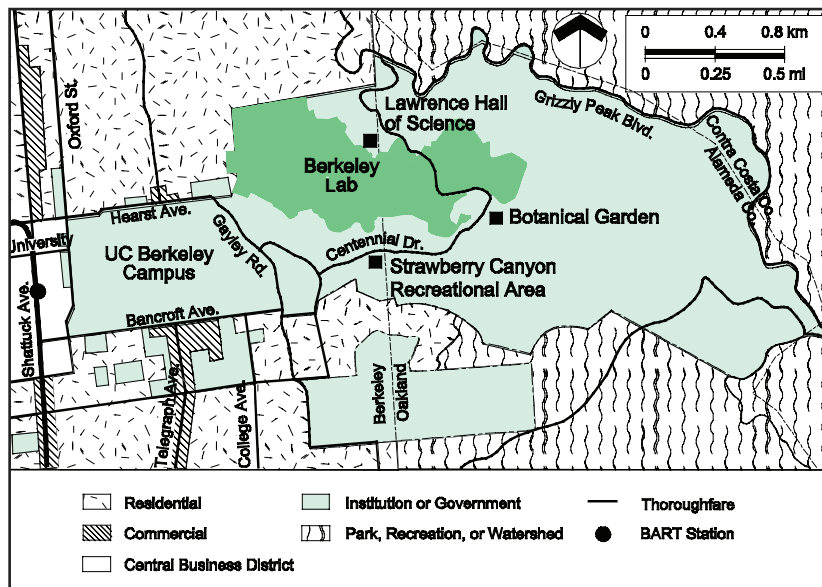 0 0.4 0.8 km
0 0.25 0.5 ml
Oxford St.
Lawrence Hall
of Science
Grizzly Peak Blvd.
Contra Costa Co.
Alameda Co.
Berkeley
Lab
Hearst Ave.
Botanical Garden
University
Gayley Rd.
Centennial Dr.
UC Berkeley
Campus
Strawberry Canyon
Recreational Area
Shattuck Ave.
Bancroft Ave.
Telegraph Ave.
College Ave.
Berkeley
Oakland
Residential
Institution or Government
Thoroughfare
Commercial
Park, Recreation, or Watershed
BART Station
Central Business District